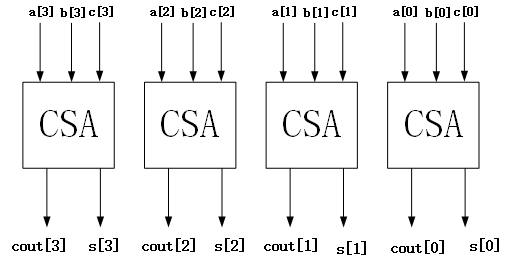 a[3] b[3] c[3] a[2] b[2] c[2] a[1] b[1] c[1] a[0] b[0] c[0]
CSA CSA CSA CSA
cout[3] s[3] cout[2] s[2] cout[1] s[1] cout[0] s[0]